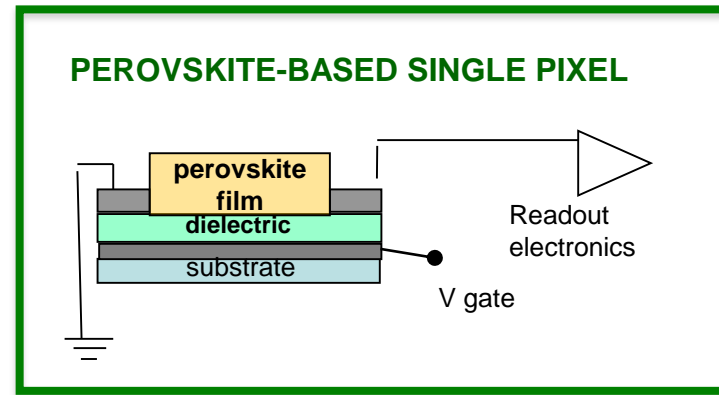 PEROVSKITE-BASED SINGLE PIXEL
perovskite
film
dielectric
substrate
Readout
electronics
V gate